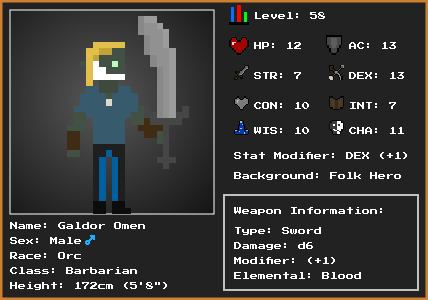 Level: 58
HP: 12 AC: 13
STR: 7 DEX: 13
CON: 10 INT: 7
WIS: 10 CHA: 11
Stat Modifier: DEX (+1)
Background: Folk Hero
Name: Galdor Omen
Sex: Male♂
Race: Orc
Class: Barbarian
Height: 172cm (5'8")
Weapon Information:
Type: Sword
Damage: d6
Modifier: (+1)
Elemental: Blood